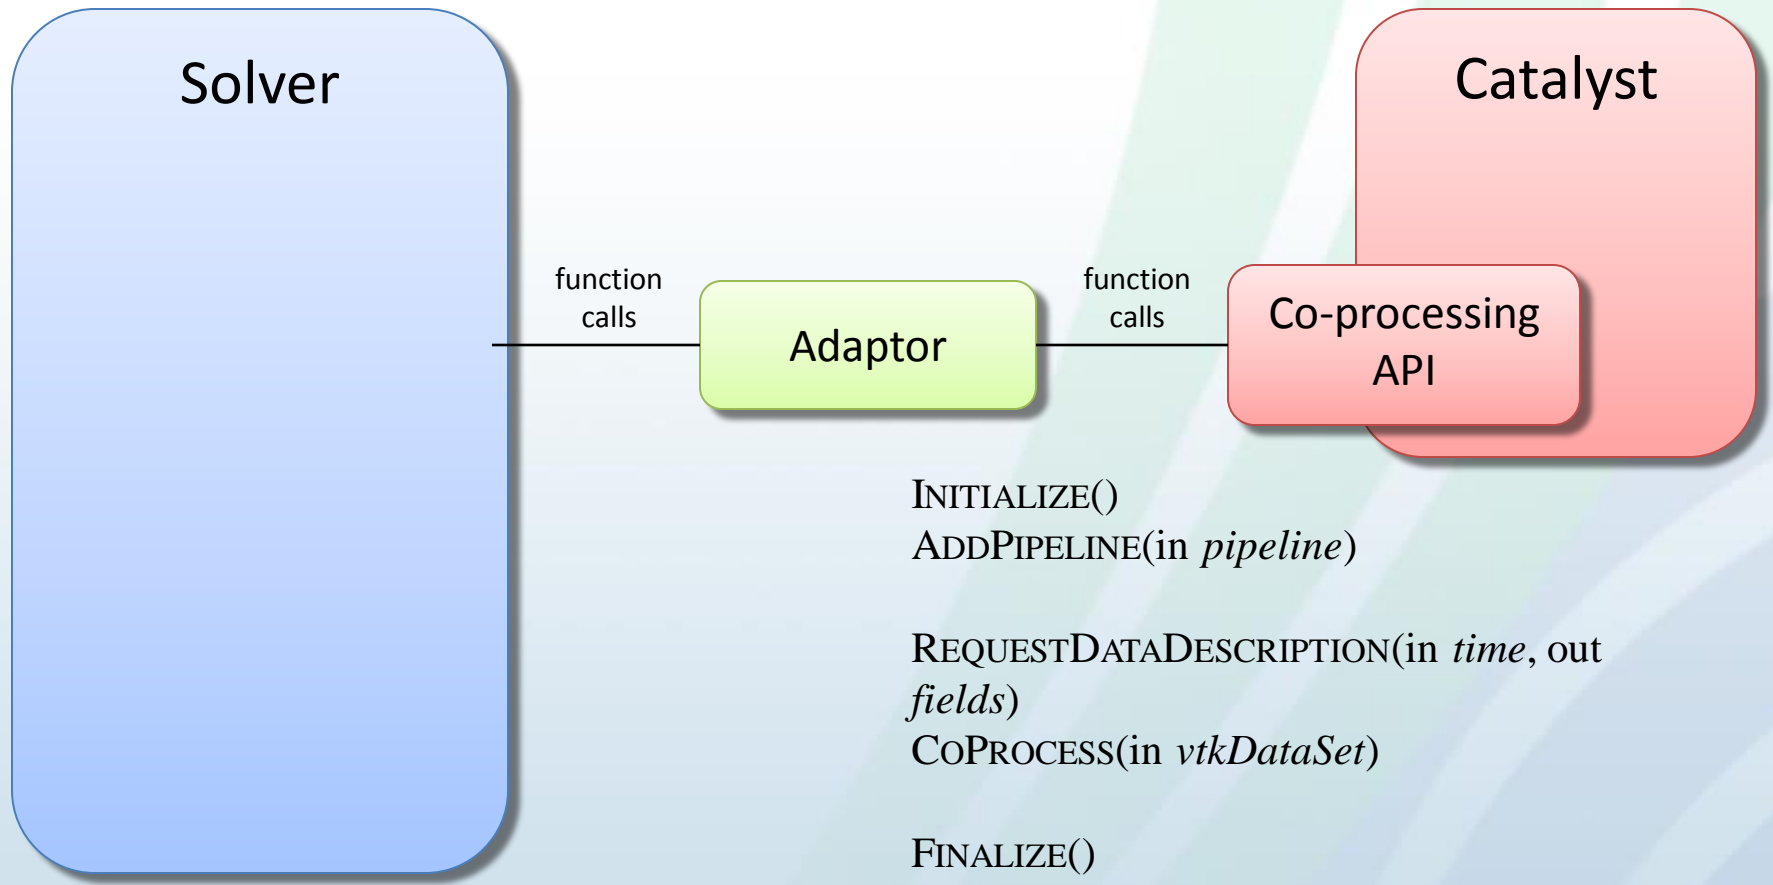 Solver
Catalyst
function
calls
function
calls
Adaptor
Co-processing
API
INITIALIZE()
ADDPIPELINE(in pipeline)
REQUESTDATADESCRIPTION(in time, out
fields)
COPROCESS(in vtkDataSet)
FINALIZE()